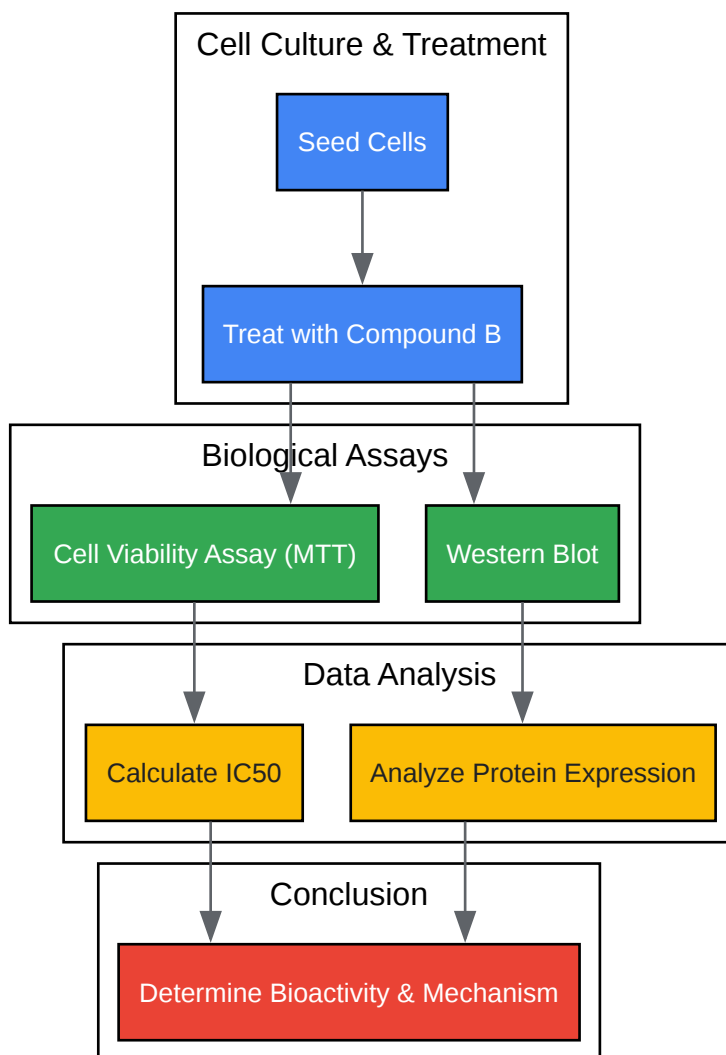 Cell Culture & Treatment
Seed Cells
Treat with Compound B
Biological Assays
Cell Viability Assay (MTT)
Western Blot
Data Analysis
Calculate IC50
Analyze Protein Expression
Conclusion
Determine Bioactivity & Mechanism